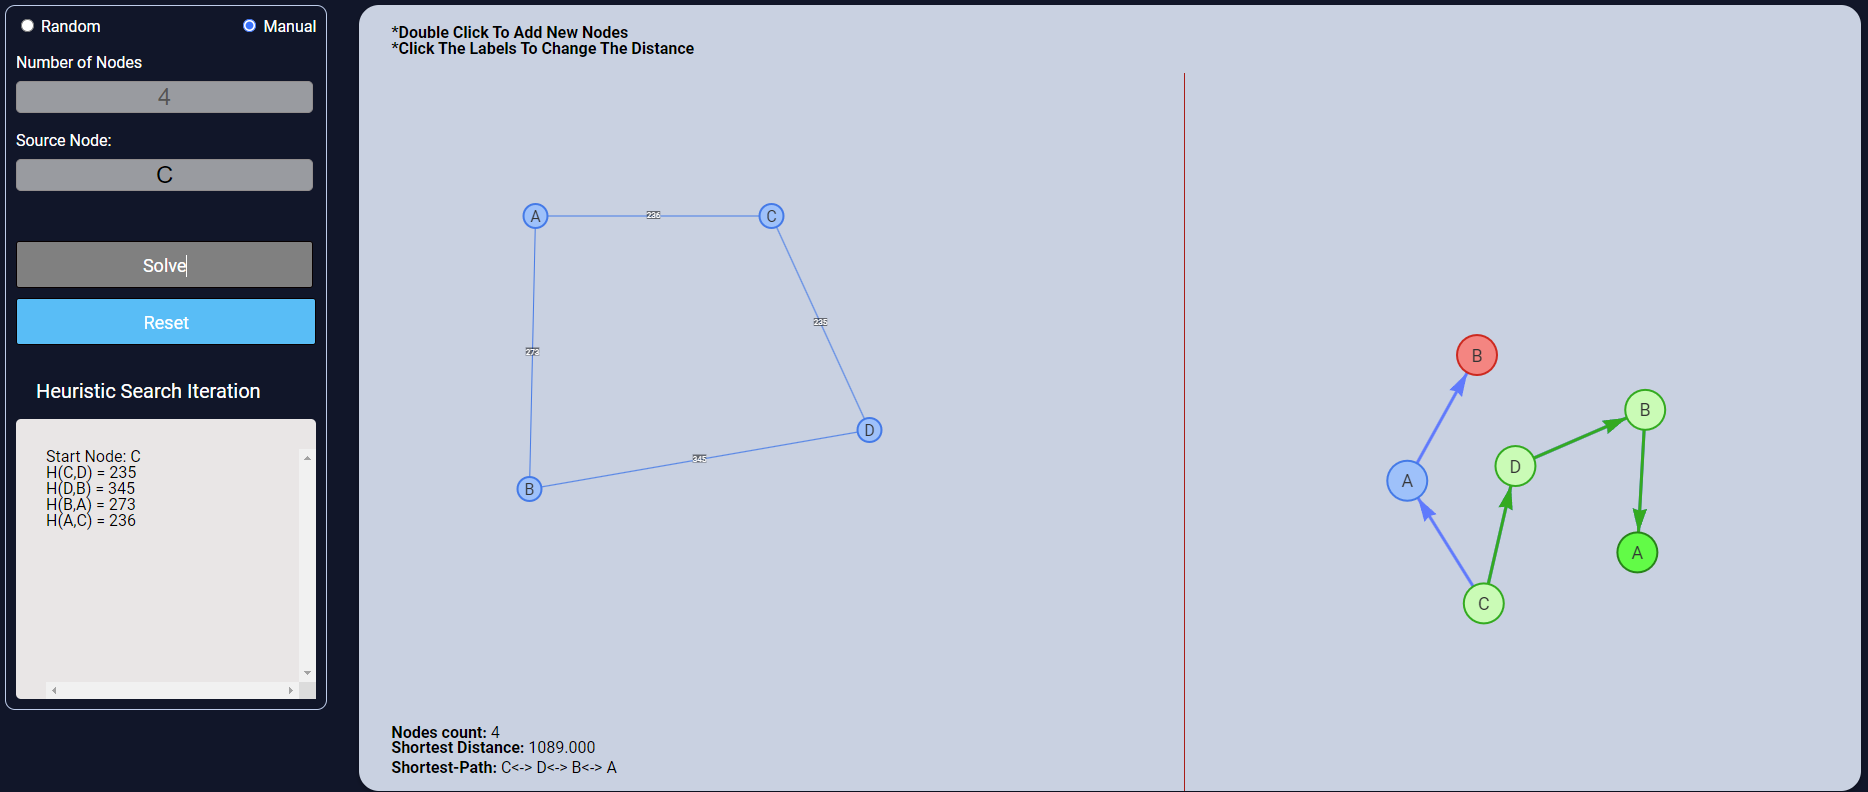 Random
Manual
Number of Nodes
4
Source Node:
C
Solve
Reset
Heuristic Search Iteration
Start Node: C
H(C,D) = 235
H(D,B) = 345
H(B,A) = 273
H(A,C) = 236
*Double Click To Add New Nodes
*Click The Labels To Change The Distance
A
236
C
235
273
D
345
B
Nodes count: 4
Shortest Distance: 1089.000
Shortest-Path: C<-> D<-> B<-> A
B
B
D
A
A
C